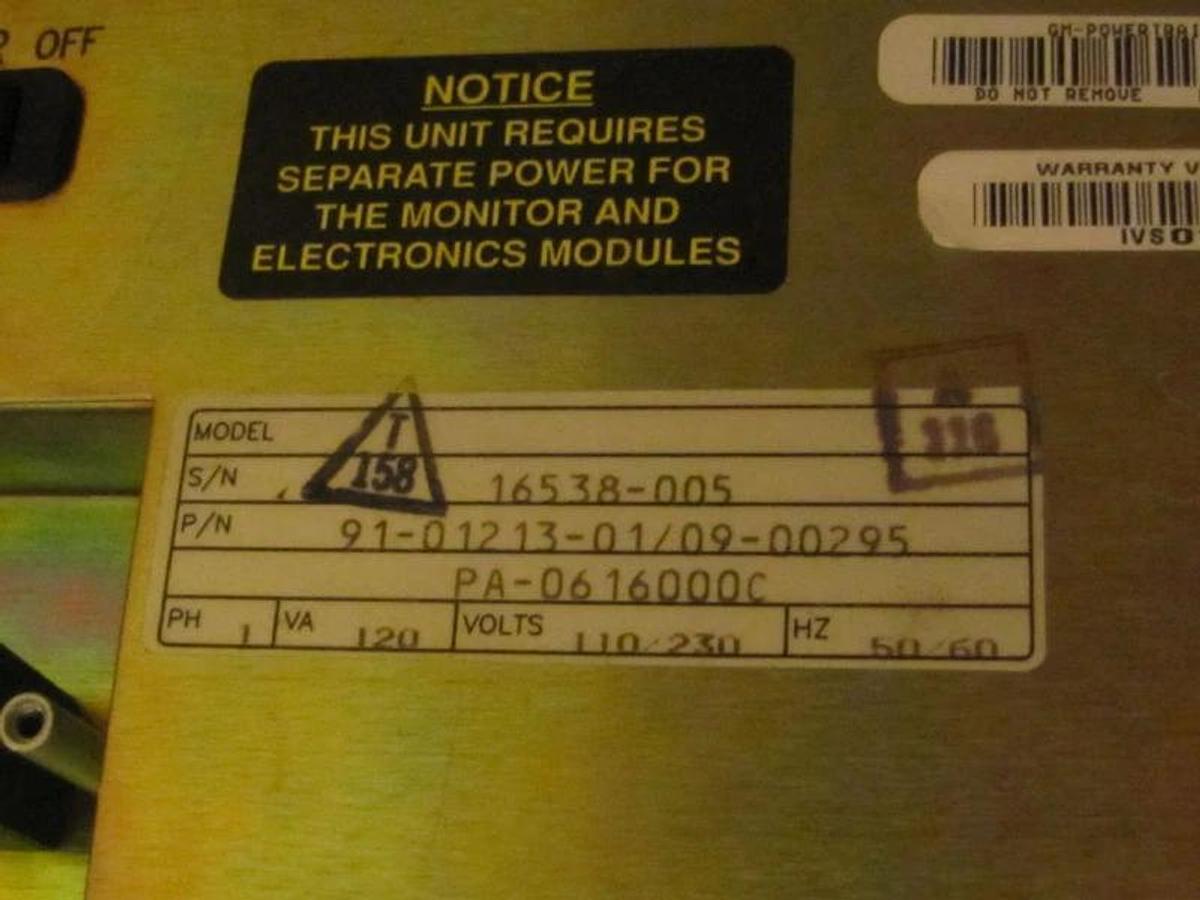 OFF
NOTICE
THIS UNIT REQUIRES
SEPARATE POWER FOR
THE MONITOR AND
ELECTRONICS MODULES
DO NOT REMOVE
WARRANTY
MODEL
T
158
S/N 16538-005
P/N 91-01213-01/09-00295
PA-0616000C
PH 1 VA 120 VOLTS 110/230 HZ 50/60